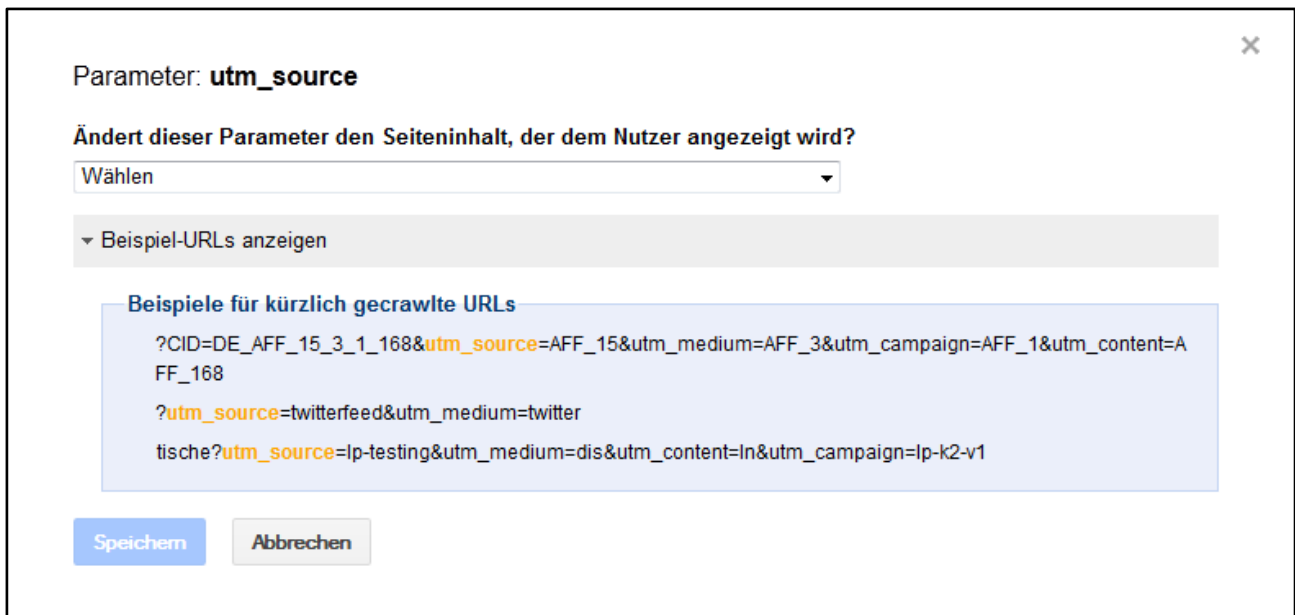 ×
Parameter: utm_source
Ändert dieser Parameter den Seiteninhalt, der dem Nutzer angezeigt wird?
Wählen
Beispiel-URLs anzeigen
Beispiele für kürzlich gecrawlte URLs
?CID=DE_AFF_15_3_1_168&utm_source=AFF_15&utm_medium=AFF_3&utm_campaign=AFF_1&utm_content=A
FF_168
?utm_source=twitterfeed&utm_medium=twitter
tische?utm_source=lp-testing&utm_medium=dis&utm_content=ln&utm_campaign=lp-k2-v1
Speichern Abbrechen